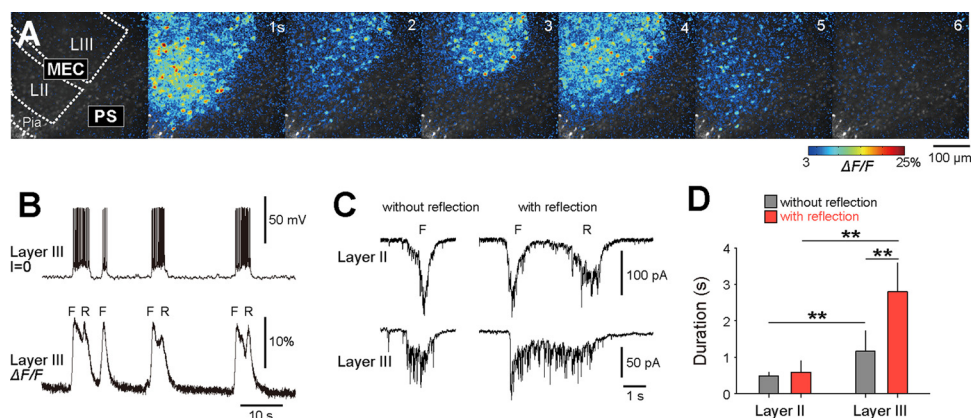 A
LIII
MEC
LII
Pia
PS
1s
2
3
4
5
6
3
25%
ΔF/F
100 μm
B
Layer III
I=0
50 mV
F R F F R F R
Layer III
ΔF/F
10%
10 s
C
without reflection
with reflection
F
F
R
Layer II
100 pA
Layer III
50 pA
1 s
D
without reflection
with reflection
**
**
**
Duration (s)
4
3
2
1
0
Layer II
Layer III